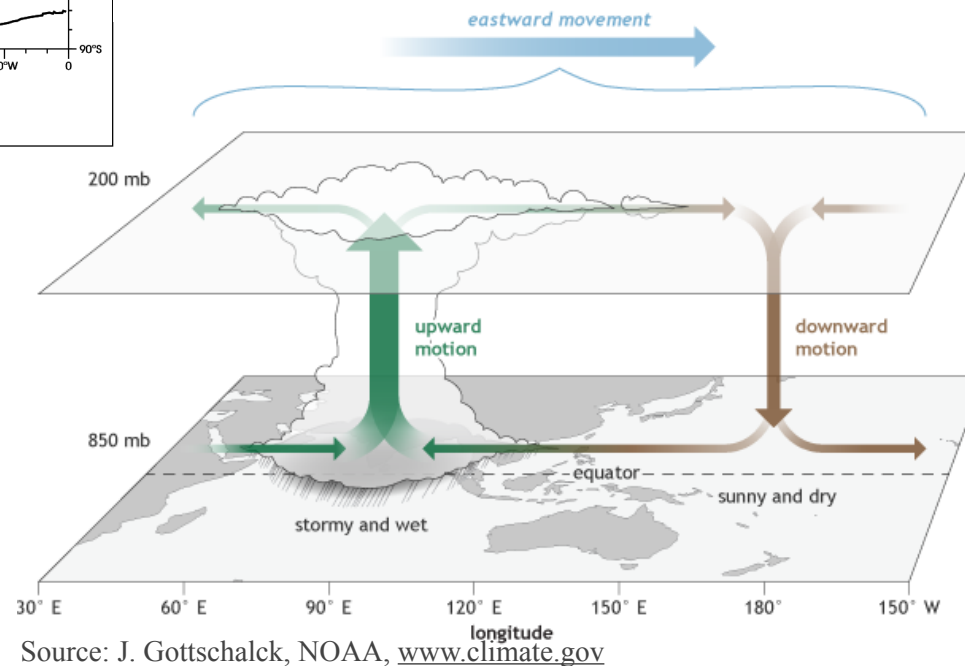 90°S
0
eastward movement
200 mb
upward
motion
downward
motion
850 mb
equator
sunny and dry
stormy and wet
30° E
60° E
90° E
120° E
150° E
180°
150° W
longitude
Source: J. Gottschalck, NOAA, www.climate.gov